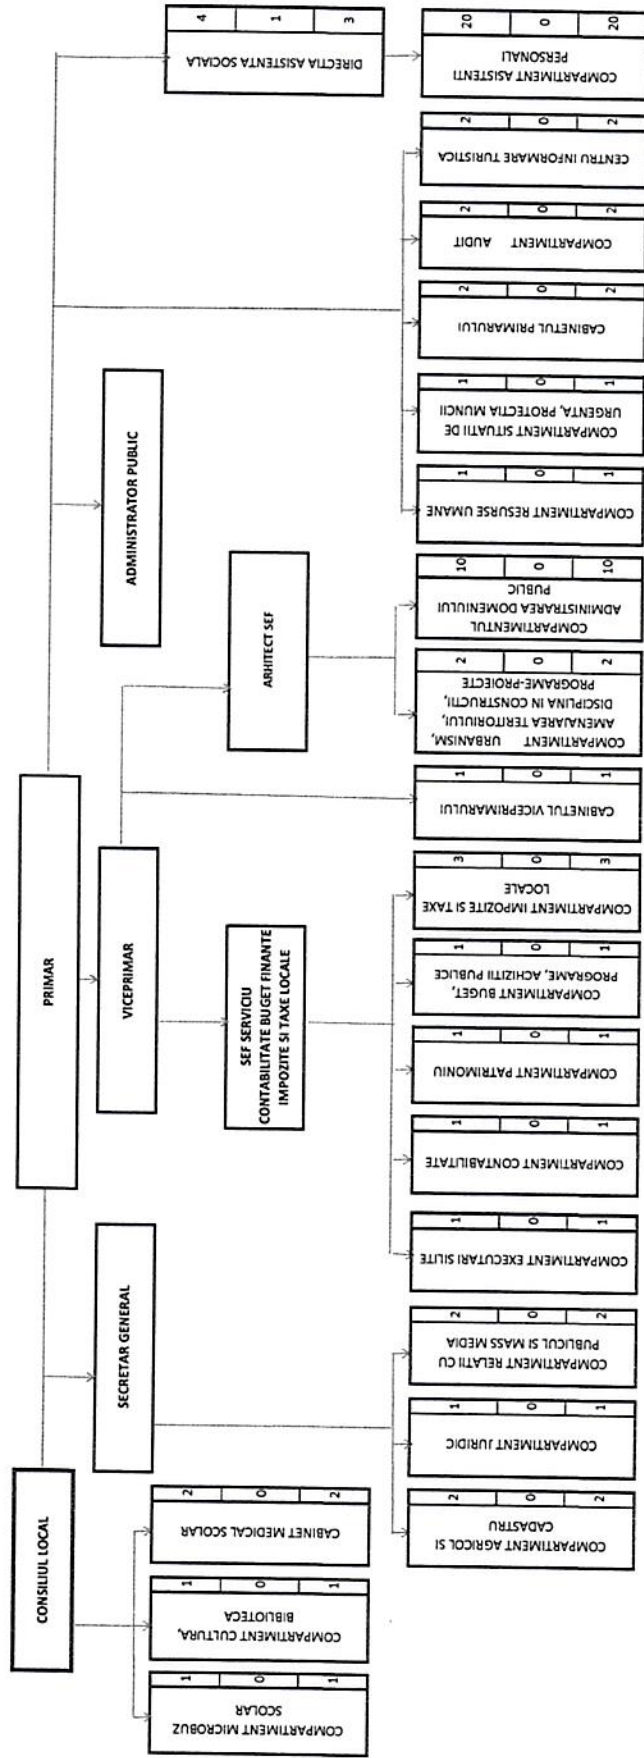 CONSILIUL LOCAL
PRIMAR
SECRETAR GENERAL
VICEPRIMAR
ADMINISTRATOR PUBLIC
DIRECTIA ASISTENTA SOCIALA
4
1
3
SEF SERVICIU
CONTABILITATE BUGET FINANTE
IMPOZITE SI TAXE LOCALE
ARHITECT SEF
COMPARTIMENT MICROBUZ
SCOLAR
1
0
1
COMPARTIMENT CULTURA,
BIBLIOTECA
1
0
1
CABINET MEDICAL SCOLAR
2
0
2
COMPARTIMENT AGRICOL SI
CADASTRU
2
0
2
COMPARTIMENT JURIDIC
1
0
1
COMPARTIMENT RELATII CU
PUBLICUL SI MASS MEDIA
2
0
2
COMPARTIMENT EXECUTARI SILITE
1
0
1
COMPARTIMENT CONTABILITATE
1
0
1
COMPARTIMENT PATRIMONIU
1
0
1
COMPARTIMENT BUGET,
PROGRAME, ACHIZITII PUBLICE
1
0
1
COMPARTIMENT IMPOZITE SI TAXE
LOCALE
3
0
3
CABINETUL VICEPRIMARULUI
1
0
1
COMPARTIMENT URBANISM,
AMENAJAREA TERITORIULUI,
DISCIPLINA IN CONSTRUCTII,
PROGRAME-PROIECTE
2
0
2
COMPARTIMENTUL
ADMINISTRAREA DOMENIULUI
PUBLIC
10
0
10
COMPARTIMENT RESURSE UMANE
1
0
1
COMPARTIMENT SITUATII DE
URGENTA, PROTECTIA MUNCII
1
0
1
CABINETUL PRIMARULUI
2
0
2
COMPARTIMENT AUDIT
2
0
2
CENTRU INFORMARE TURISTICA
2
0
2
COMPARTIMENT ASISTENTI
PERSONALI
20
0
20